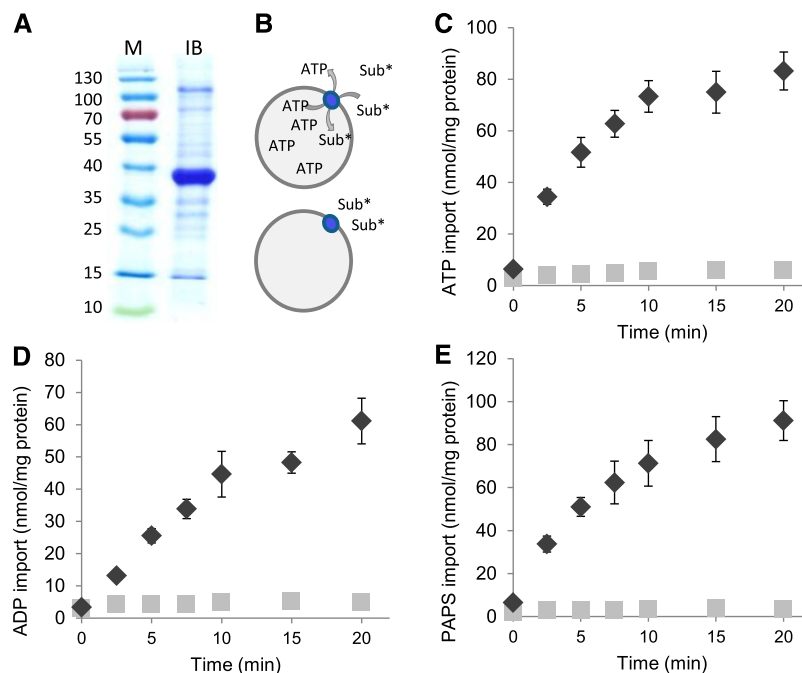 A
M IB
130
100
70
55
40
35
25
15
10
B
ATP Sub*
ATP Sub*
ATP Sub*
ATP
ATP
Sub*
Sub*
C
ATP import (nmol/mg protein)
100
80
60
40
20
0
0 5 10 15 20
Time (min)
D
ADP import (nmol/mg protein)
80
70
60
50
40
30
20
10
0
0 5 10 15 20
Time (min)
E
PAPS import (nmol/mg protein)
120
100
80
60
40
20
0
0 5 10 15 20
Time (min)